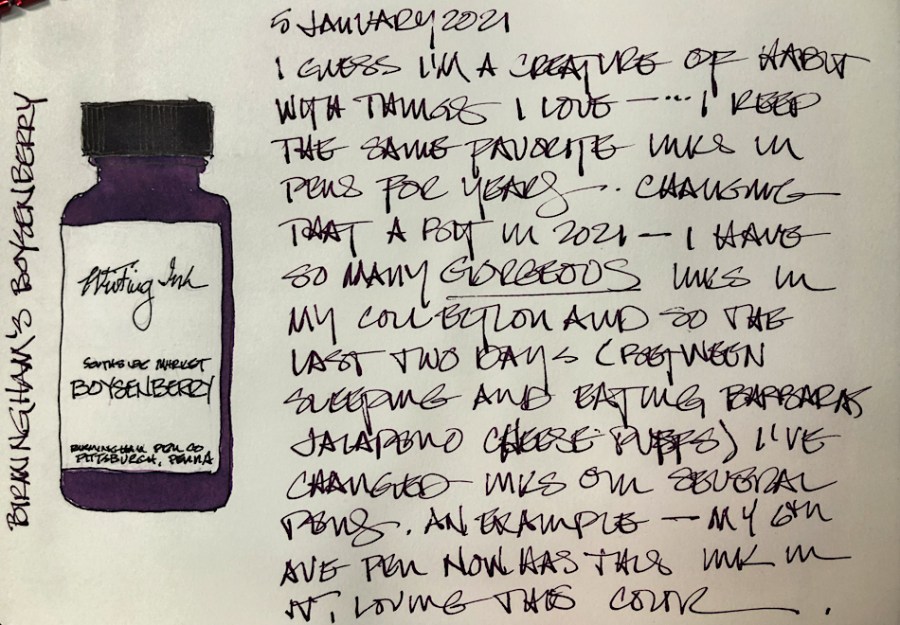 5 JANUARY 2021
I GUESS I'M A CREATURE OF HABIT
WITH THINGS I LOVE — ... I KEEP
THE SAME FAVORITE INKS IN
PENS FOR YEARS... CHANGING
THAT A BIT IN 2021 — I HAVE
SO MANY GORGEOUS INKS IN
MY COLLECTION AND SO THE
LAST TWO DAYS (BETWEEN
SLEEPING AND EATING BARBARAS
JALAPENO CHEESE PUFFS) I'VE
CHANGED INKS ON SEVERAL
PENS. AN EXAMPLE — MY 6TH
AVE PEN NOW HAS THIS INK IN
IT, LOVING THIS COLOR.
BIRMINGHAM'S BOYSENBERRY
Writing Ink
SOUTHSIDE MARKET
BOYSENBERRY
BIRMINGHAM PEN CO
PITTSBURGH, PENNA